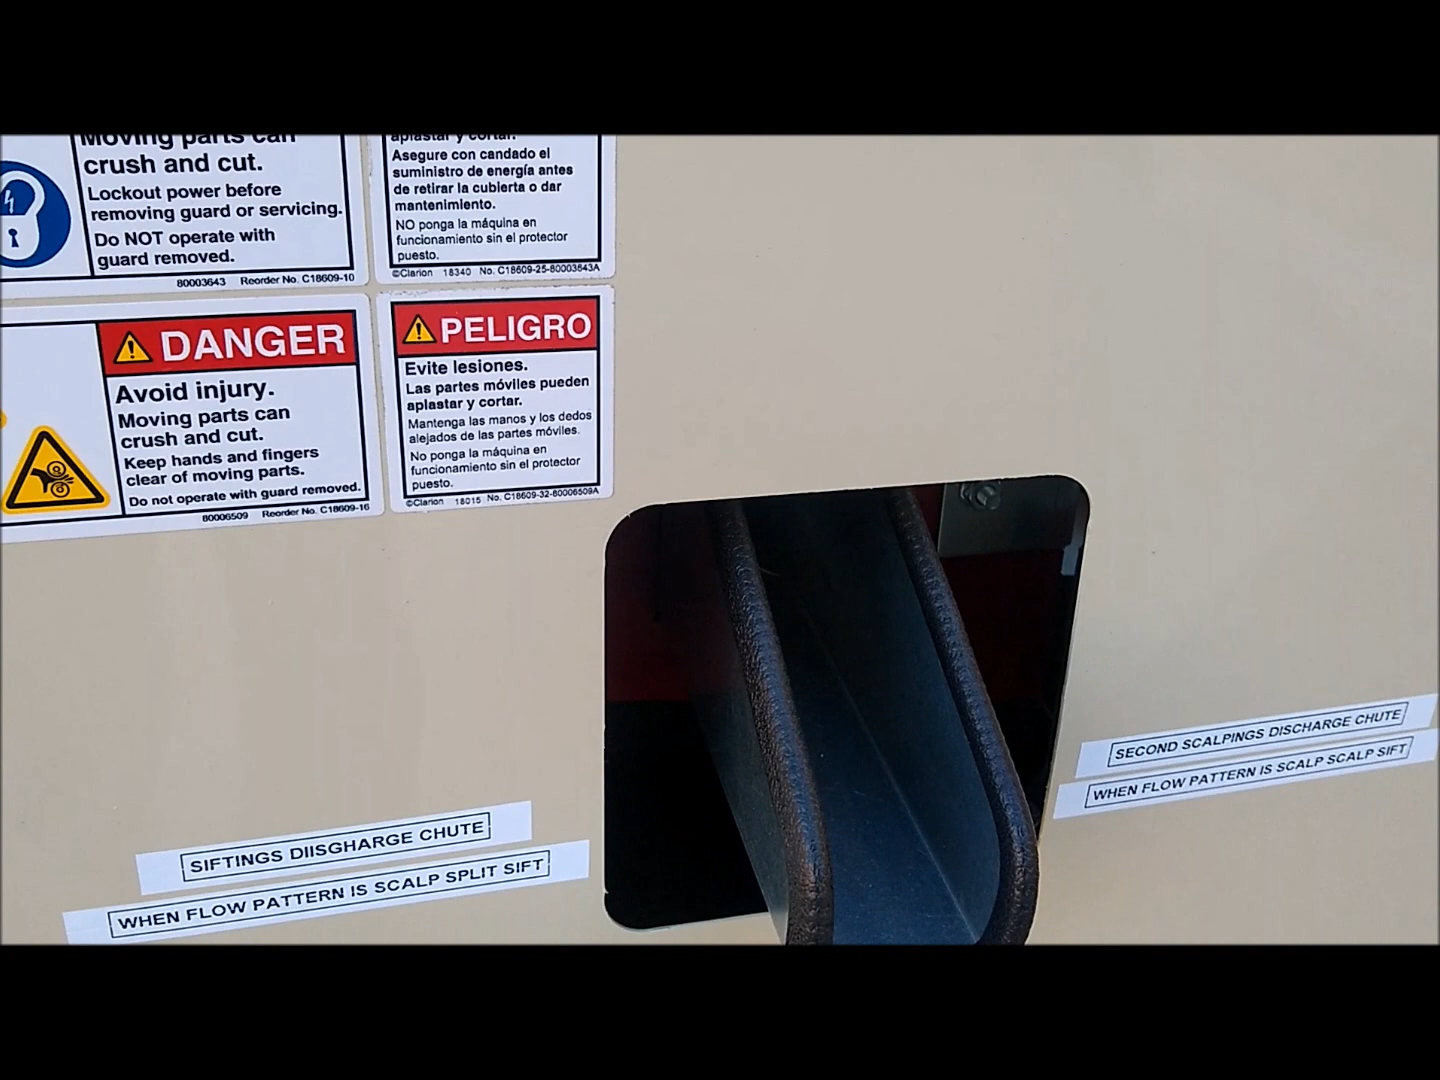 Moving parts can
crush and cut.
Lockout power before
removing guard or servicing.
Do NOT operate with
guard removed.
80003643 Reorder No. C18609-10
aplastar y cortar.
Asegure con candado el
suministro de energía antes
de retirar la cubierta o dar
mantenimiento.
NO ponga la máquina en
funcionamiento sin el protector
puesto.
©Clarion 18340 No. C18609-25-80003643A
DANGER
Avoid injury.
Moving parts can
crush and cut.
Keep hands and fingers
clear of moving parts.
Do not operate with guard removed.
80006509 Reorder No. C18609-16
PELIGRO
Evite lesiones.
Las partes móviles pueden
aplastar y cortar.
Mantenga las manos y los dedos
alejados de las partes móviles.
No ponga la máquina en
funcionamiento sin el protector
puesto.
©Clarion 18015 No. C18609-32-80006509A
SECOND SCALPINGS DISCHARGE CHUTE
WHEN FLOW PATTERN IS SCALP SCALP SIFT
SIFTINGS DIISGHARGE CHUTE
WHEN FLOW PATTERN IS SCALP SPLIT SIFT